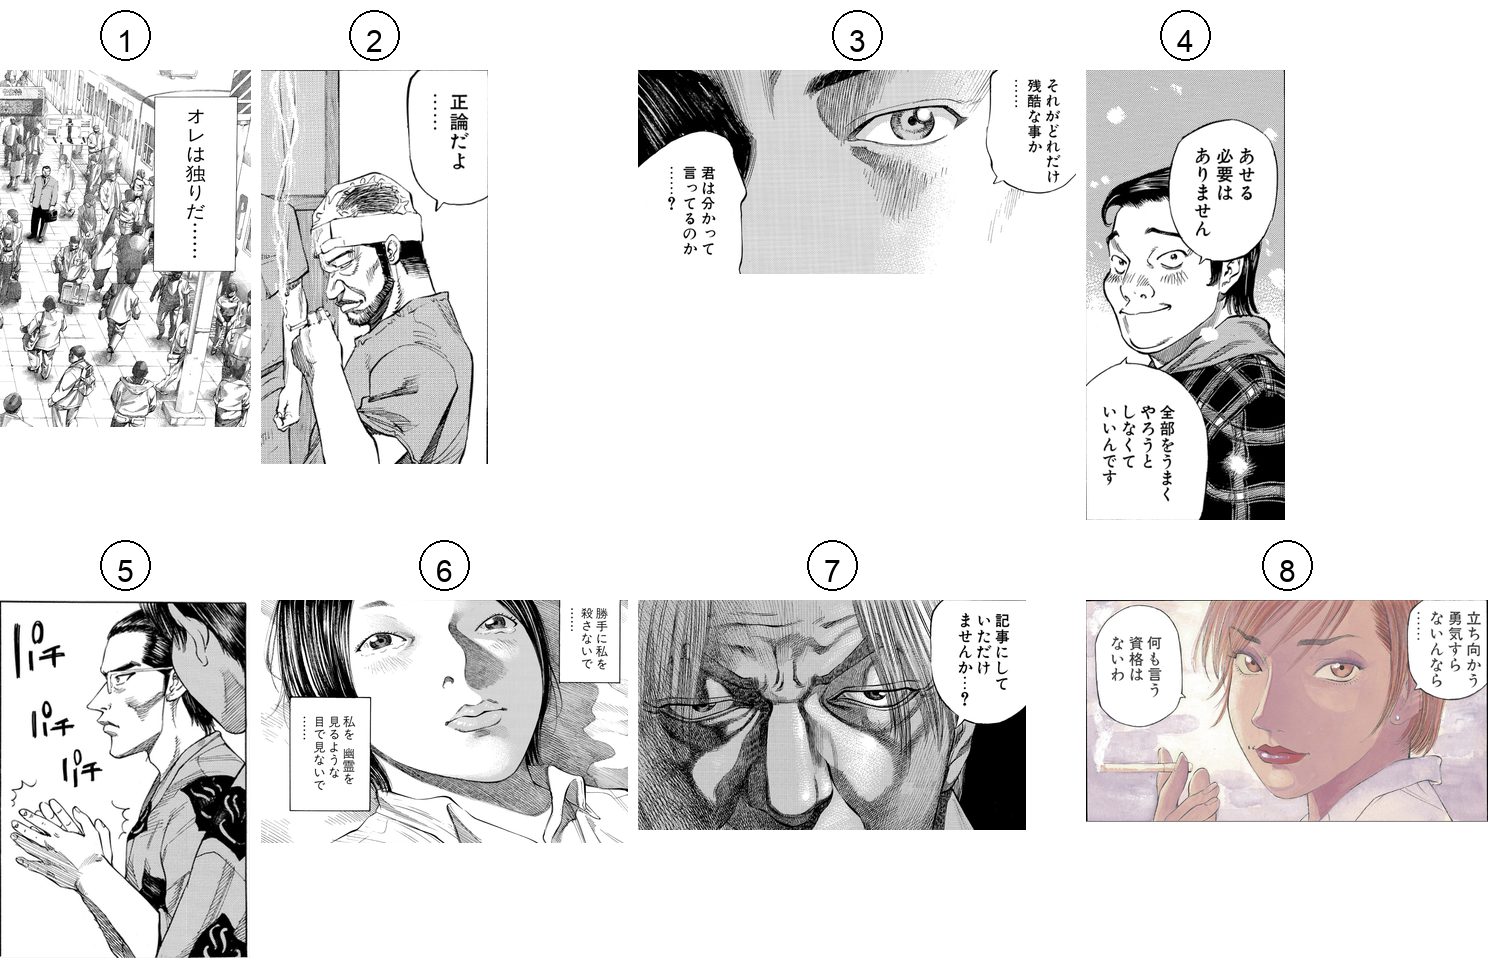 1
オレは独りだ……
2
正論だよ
……
3
それがどれだけ
残酷な事か
……
君は分かって
言ってるのか
……?
4
あせる
必要は
ありません
全部をうまく
やろうと
しなくて
いいんです
5
パチ
パチ
パチ
6
勝手に私を
殺さないで
……
私を 幽霊を
見るような
目で見ないで
……
7
記事にして
いただけ
ませんか…?
8
立ち向かう
勇気すら
ないんなら
……
何も言う
資格は
ないわ